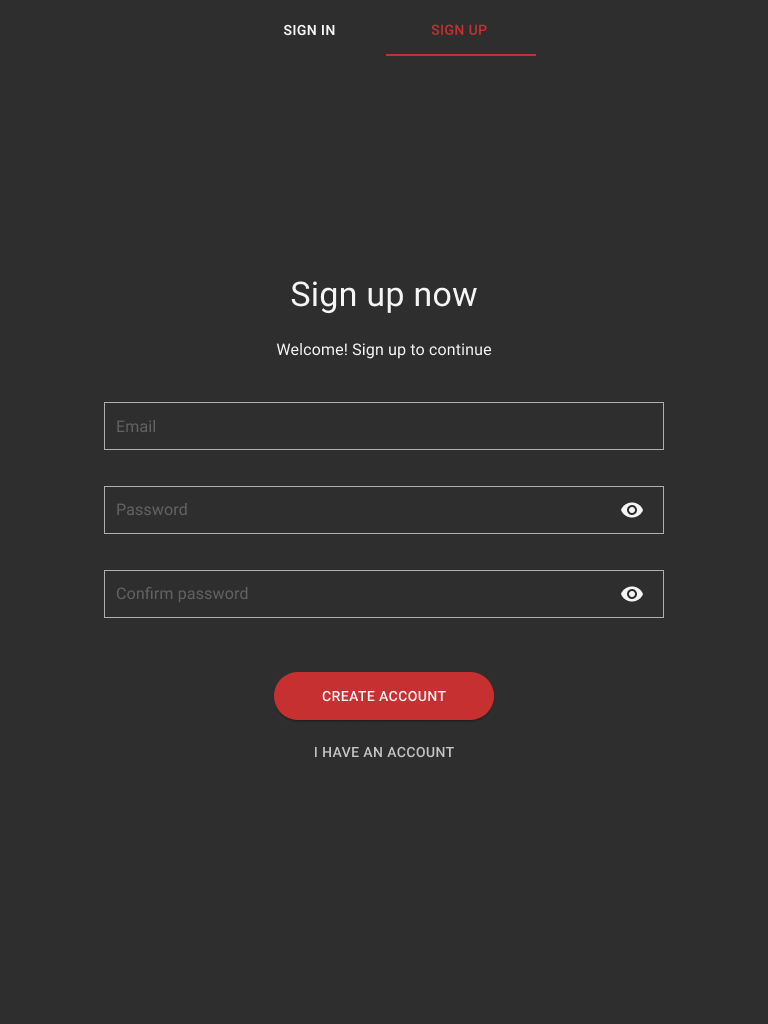 SIGN IN SIGN UP
Sign up now
Welcome! Sign up to continue
Email
Password
Confirm password
CREATE ACCOUNT
I HAVE AN ACCOUNT